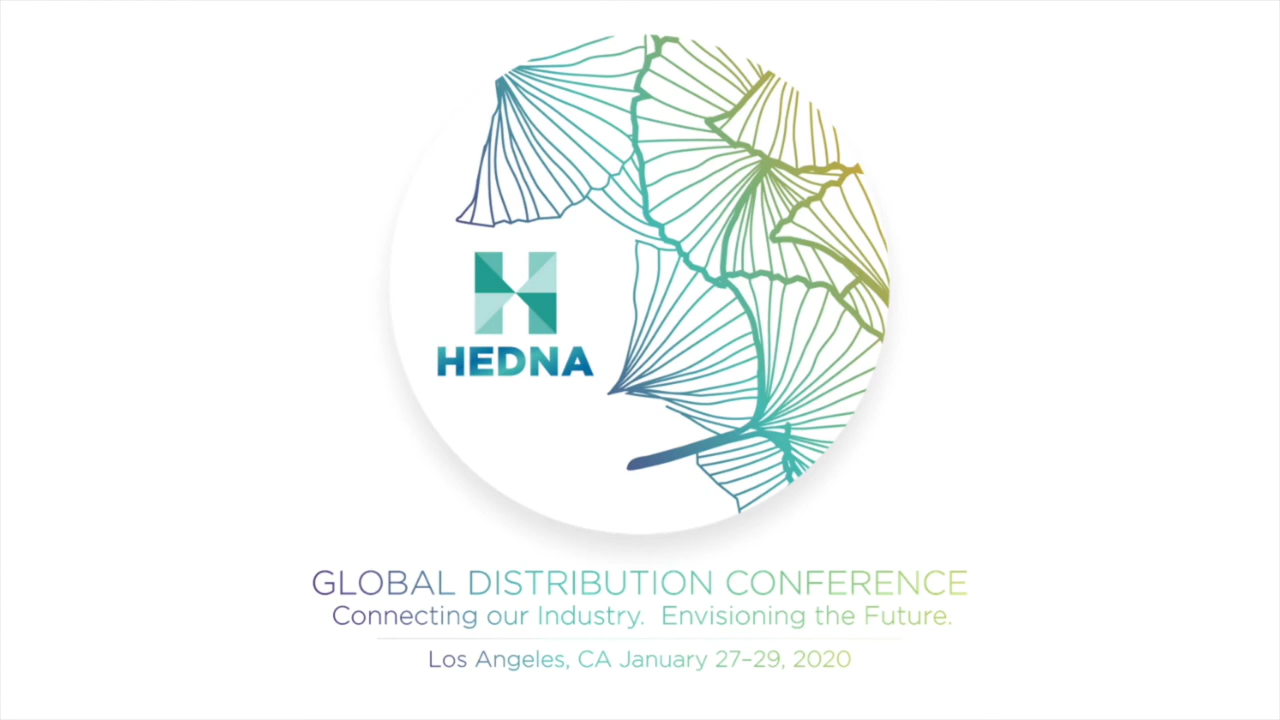 HEDNA
GLOBAL DISTRIBUTION CONFERENCE
Connecting our Industry. Envisioning the Future.
Los Angeles, CA January 27–29, 2020